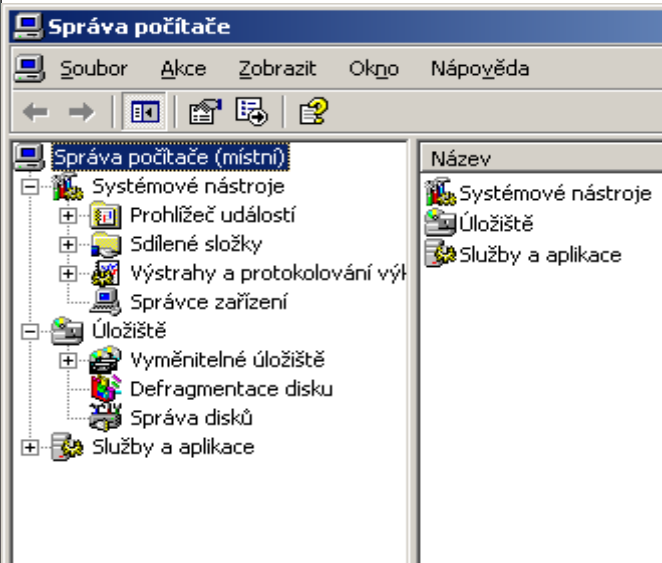 Správa počítače
Soubor Akce Zobrazit Okno Nápověda
Správa počítače (místní)
Systémové nástroje
Prohlížeč událostí
Sdílené složky
Výstrahy a protokolování
Správce zařízení
Úložiště
Vyměnitelné úložiště
Defragmentace disku
Správa disků
Služby a aplikace
Název
Systémové nástroje
Úložiště
Služby a aplikace